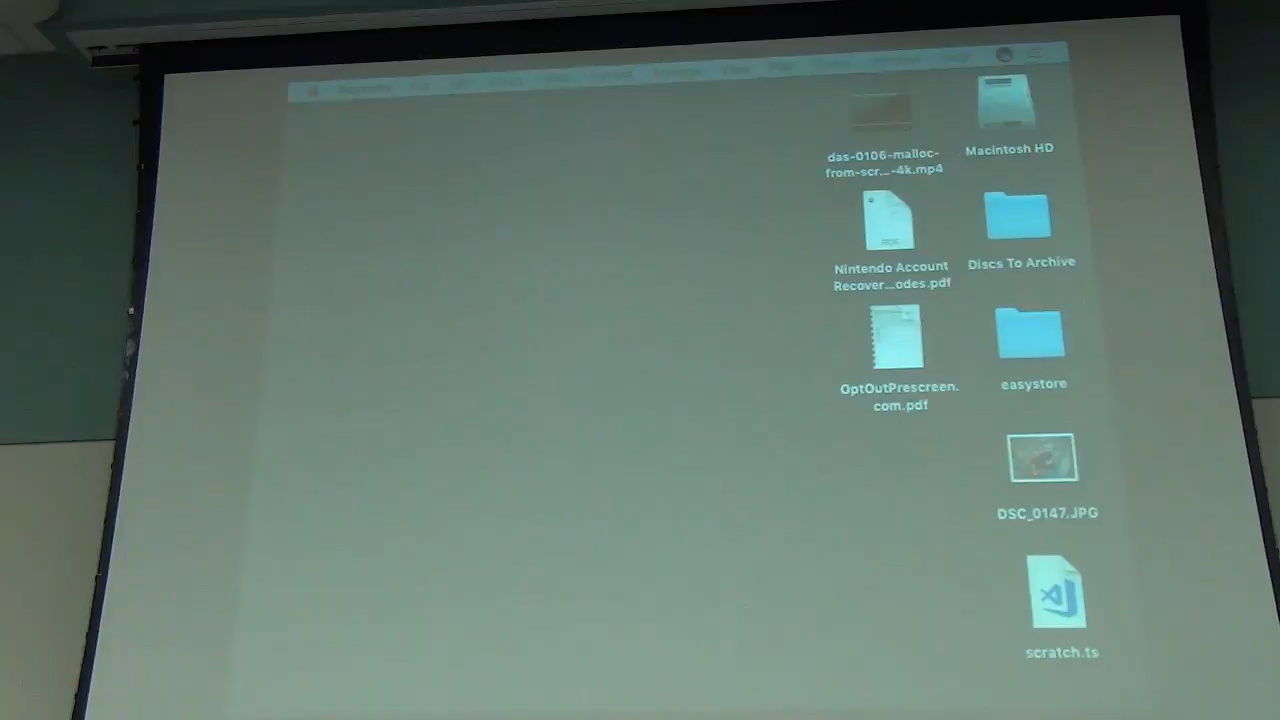 das-0106-malloc-
from-scr...-4k.mp4
Macintosh HD
PDF
Nintendo Account
Recover...odes.pdf
Discs To Archive
OptOutPrescreen.
com.pdf
easystore
DSC_0147.JPG
scratch.ts